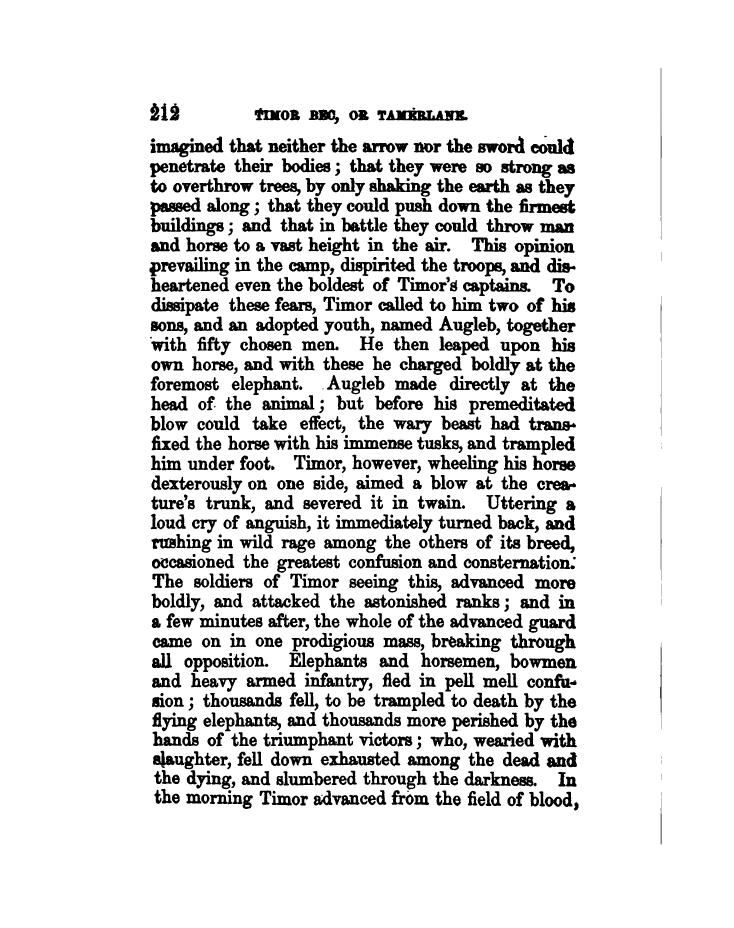 212 TIMOR BEC, OR TAMERLANE.
imagined that neither the arrow nor the sword could
penetrate their bodies; that they were so strong as
to overthrow trees, by only shaking the earth as they
passed along; that they could push down the firmest
buildings; and that in battle they could throw man
and horse to a vast height in the air. This opinion
prevailing in the camp, dispirited the troops, and dis-
heartened even the boldest of Timor's captains. To
dissipate these fears, Timor called to him two of his
sons, and an adopted youth, named Augleb, together
with fifty chosen men. He then leaped upon his
own horse, and with these he charged boldly at the
foremost elephant. Augleb made directly at the
head of the animal; but before his premeditated
blow could take effect, the wary beast had trans-
fixed the horse with his immense tusks, and trampled
him under foot. Timor, however, wheeling his horse
dexterously on one side, aimed a blow at the crea-
ture's trunk, and severed it in twain. Uttering a
loud cry of anguish, it immediately turned back, and
rushing in wild rage among the others of its breed,
occasioned the greatest confusion and consternation.
The soldiers of Timor seeing this, advanced more
boldly, and attacked the astonished ranks; and in
a few minutes after, the whole of the advanced guard
came on in one prodigious mass, breaking through
all opposition. Elephants and horsemen, bowmen
and heavy armed infantry, fled in pell mell confu-
sion; thousands fell, to be trampled to death by the
flying elephants, and thousands more perished by the
hands of the triumphant victors; who, wearied with
slaughter, fell down exhausted among the dead and
the dying, and slumbered through the darkness. In
the morning Timor advanced from the field of blood,